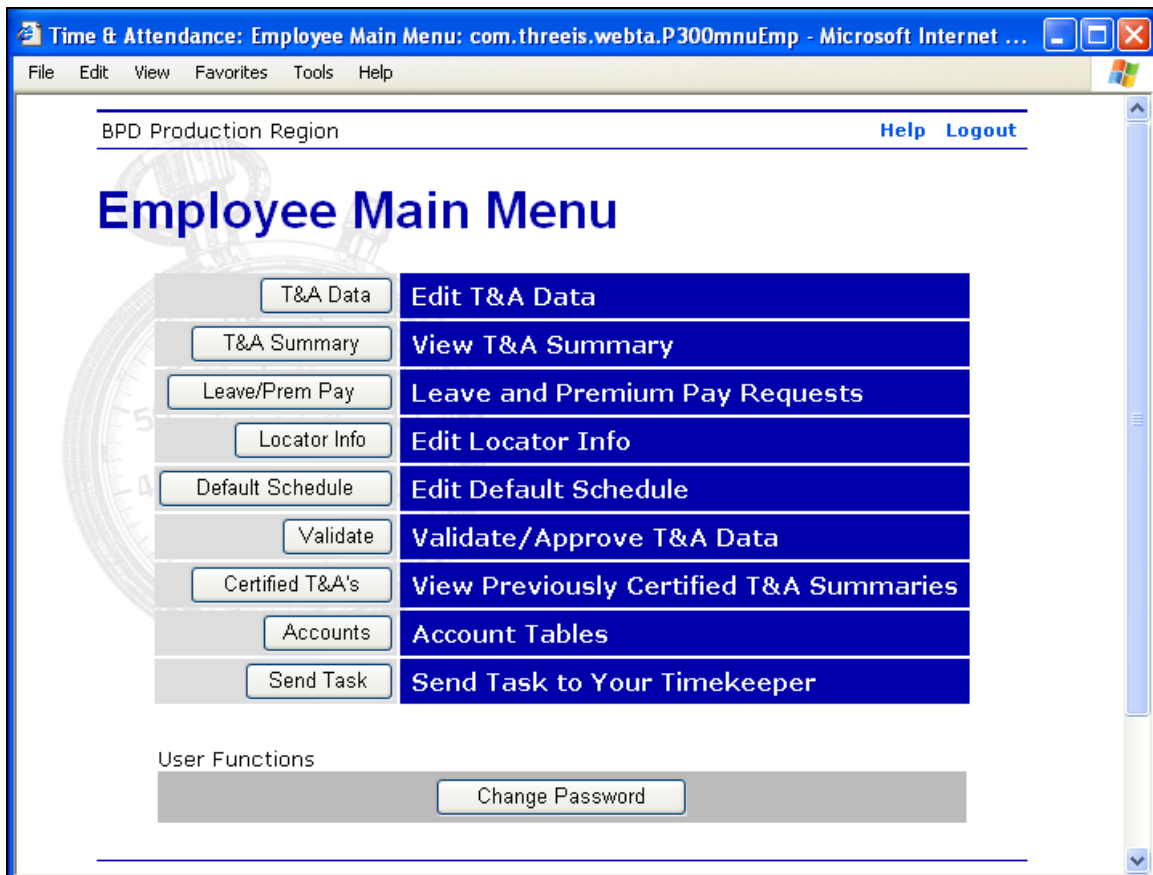 Time & Attendance: Employee Main Menu: com.threeis.webta.P300mnuEmp - Microsoft Internet ...
File Edit View Favorites Tools Help
BPD Production Region Help Logout
Employee Main Menu
T&A Data Edit T&A Data
T&A Summary View T&A Summary
Leave/Prem Pay Leave and Premium Pay Requests
Locator Info Edit Locator Info
Default Schedule Edit Default Schedule
Validate Validate/Approve T&A Data
Certified T&A's View Previously Certified T&A Summaries
Accounts Account Tables
Send Task Send Task to Your Timekeeper
User Functions
Change Password